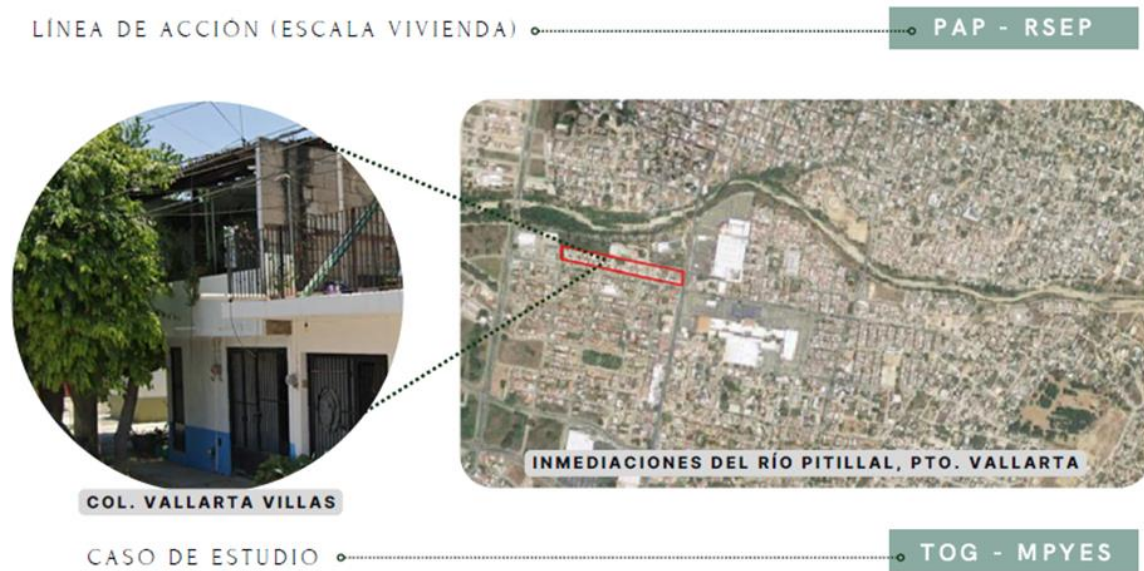 LÍNEA DE ACCIÓN (ESCALA VIVIENDA)
PAP - RSEP
COL. VALLARTA VILLAS
INMEDIACIONES DEL RÍO PITILLAL, PTO. VALLARTA
CASO DE ESTUDIO
TOG - MPYES